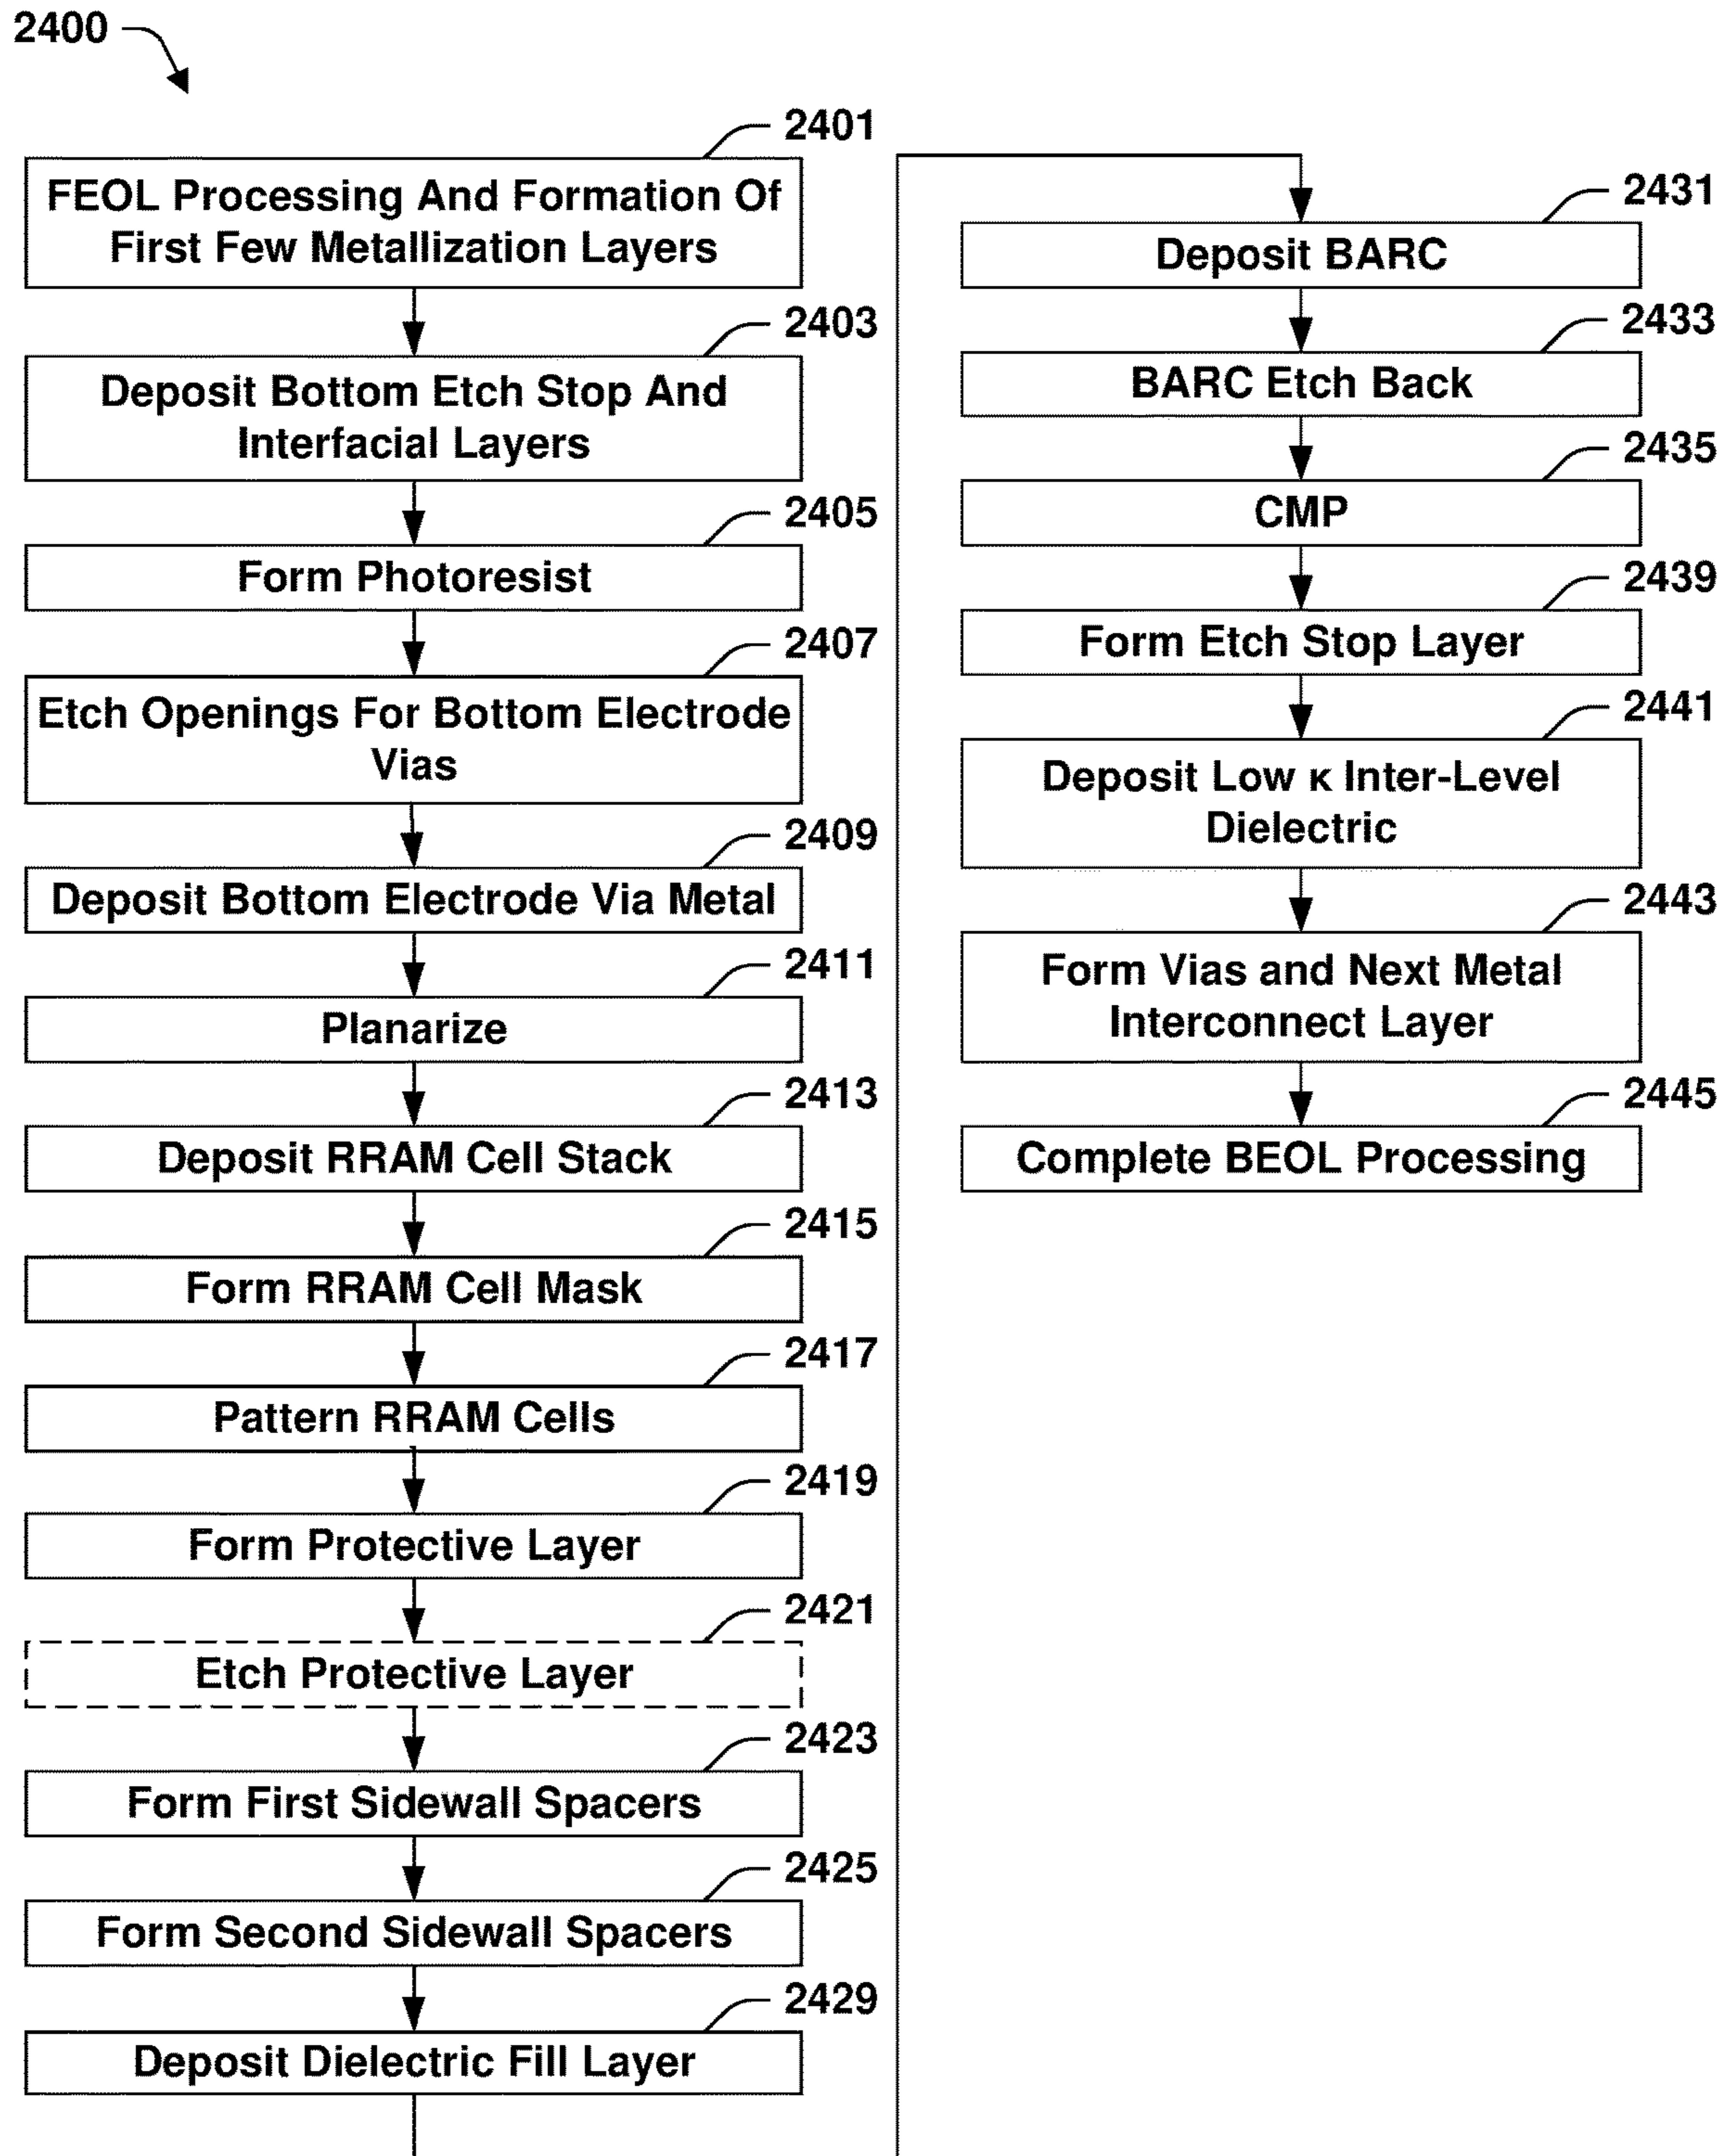 2400
2401
FEOL Processing And Formation Of
First Few Metallization Layers
2403
Deposit Bottom Etch Stop And
Interfacial Layers
2405
Form Photoresist
2407
Etch Openings For Bottom Electrode
Vias
2409
Deposit Bottom Electrode Via Metal
2411
Planarize
2413
Deposit RRAM Cell Stack
2415
Form RRAM Cell Mask
2417
Pattern RRAM Cells
2419
Form Protective Layer
2421
Etch Protective Layer
2423
Form First Sidewall Spacers
2425
Form Second Sidewall Spacers
2429
Deposit Dielectric Fill Layer
2431
Deposit BARC
2433
BARC Etch Back
2435
CMP
2439
Form Etch Stop Layer
2441
Deposit Low κ Inter-Level
Dielectric
2443
Form Vias and Next Metal
Interconnect Layer
2445
Complete BEOL Processing